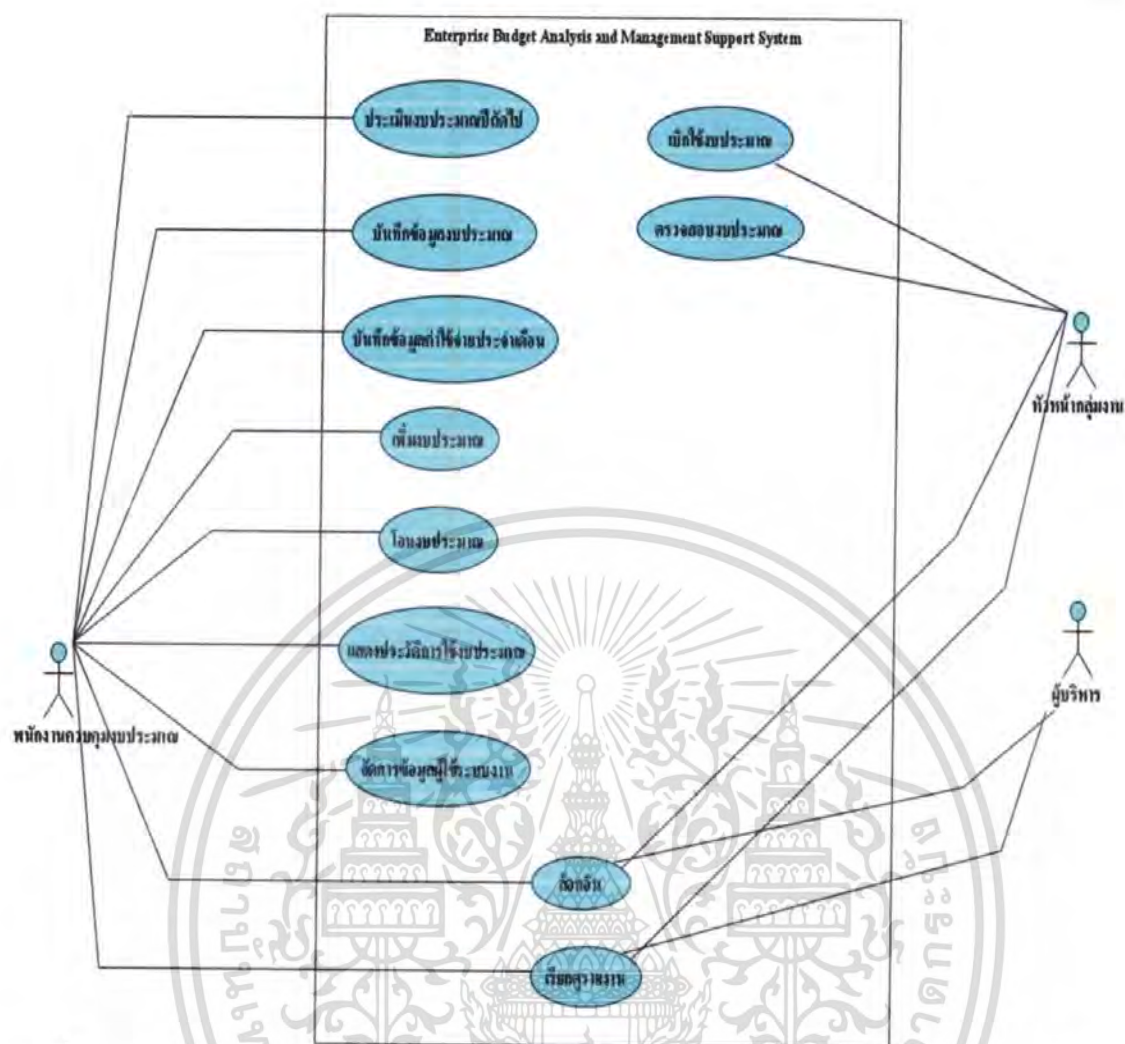 Enterprise Budget Analysis and Management Support System
ประเมินงบประมาณปีถัดไป
เบิกใช้งบประมาณ
บันทึกข้อมูลงบประมาณ
ตรวจสอบงบประมาณ
บันทึกข้อมูลค่าใช้จ่ายประจำเดือน
หัวหน้ากลุ่มงาน
เพิ่มงบประมาณ
โอนงบประมาณ
แสดงประวัติการใช้งบประมาณ
ผู้บริหาร
พนักงานควบคุมงบประมาณ
จัดการข้อมูลผู้ใช้ระบบงาน
ล็อกอิน
เรียกดูรายงาน